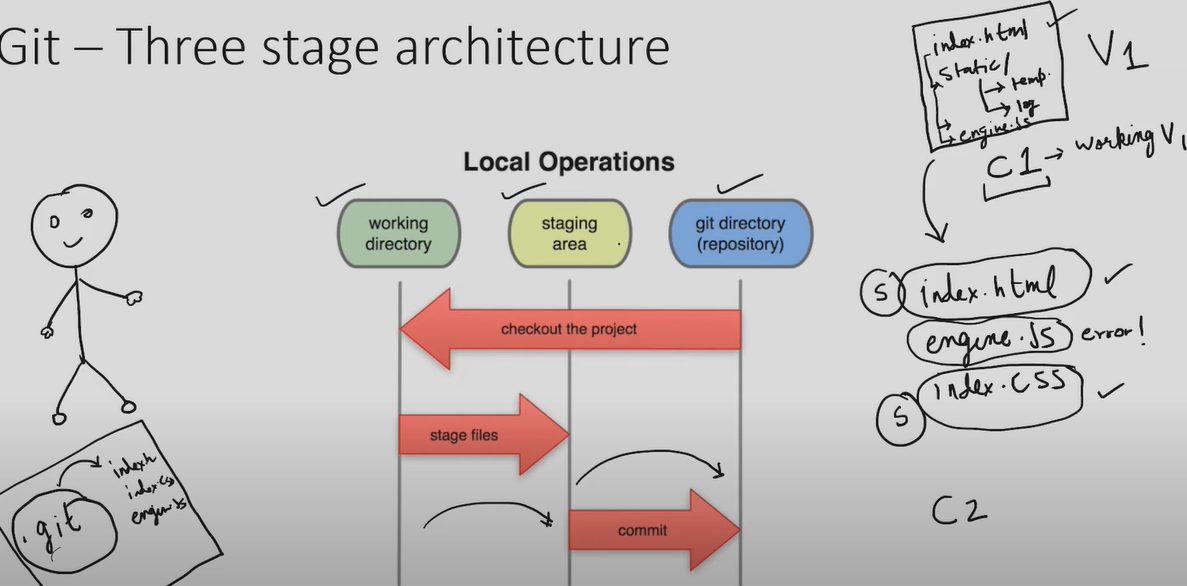 Git – Three stage architecture
Local Operations
working
directory
staging
area
git directory
(repository)
checkout the project
stage files
commit
index.html
static/
temp.
log
engine.js
V1
C1 → working V1
S index.html
engine.JS error!
S index.CSS
C2
.git
index.h
index.cs
engine.js